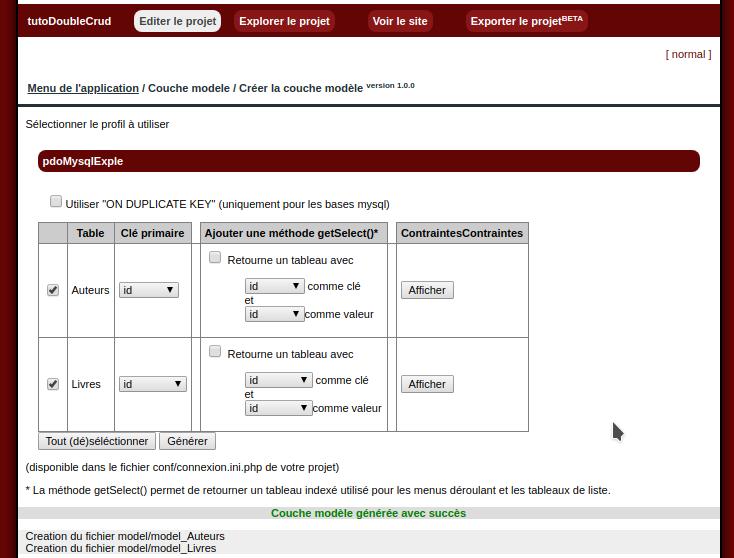 tutoDoubleCrud Editer le projet Explorer le projet Voir le site Exporter le projetBETA
[ normal ]
Menu de l'application / Couche modele / Créer la couche modèle version 1.0.0
Sélectionner le profil à utiliser
pdoMysqlExple
Utiliser "ON DUPLICATE KEY" (uniquement pour les bases mysql)
Table Clé primaire Ajouter une méthode getSelect()* ContraintesContraintes
Retourne un tableau avec
Auteurs id id comme clé Afficher
et
id comme valeur
Retourne un tableau avec
Livres id id comme clé Afficher
et
id comme valeur
Tout (dé)séléctionner Générer
(disponible dans le fichier conf/connexion.ini.php de votre projet)
* La méthode getSelect() permet de retourner un tableau indexé utilisé pour les menus déroulant et les tableaux de liste.
Couche modèle générée avec succès
Creation du fichier model/model_Auteurs
Creation du fichier model/model_Livres